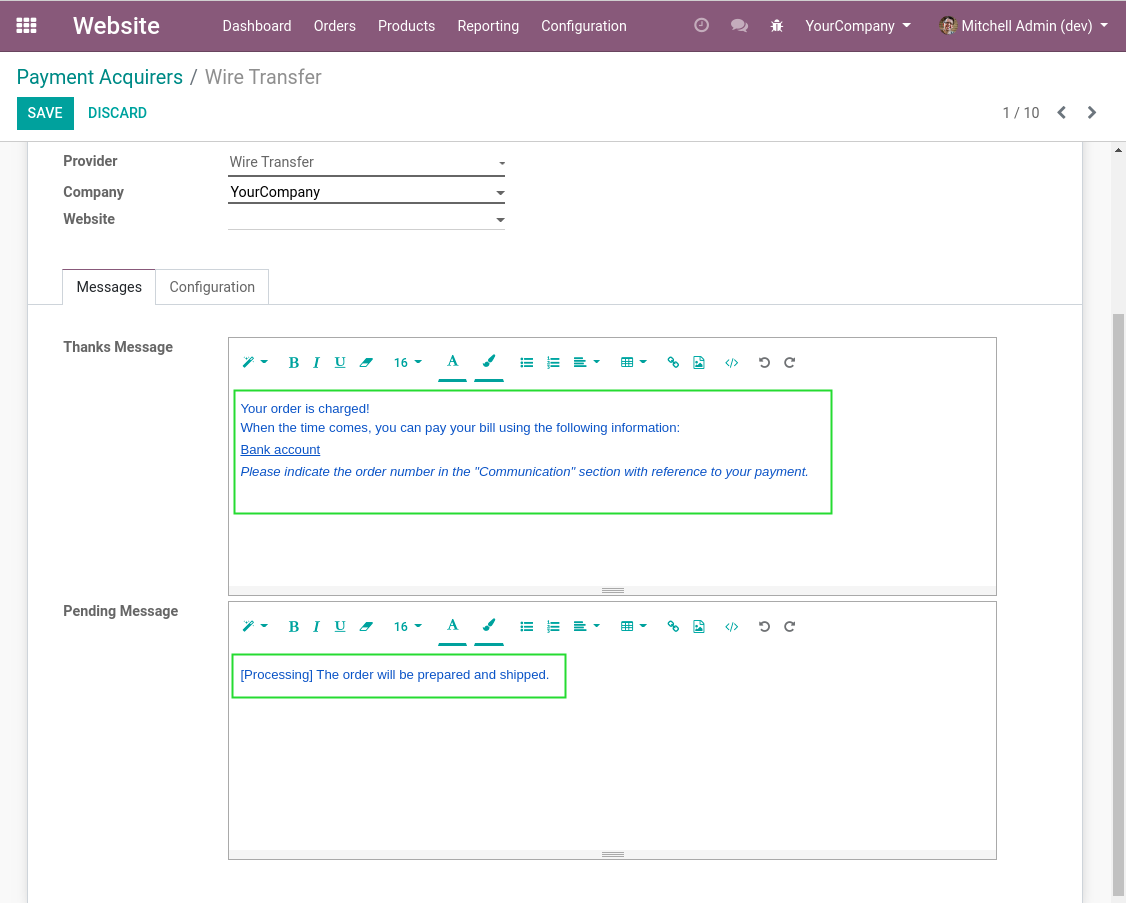 Website Dashboard Orders Products Reporting Configuration YourCompany Mitchell Admin (dev)
Payment Acquirers / Wire Transfer
SAVE DISCARD 1 / 10
Provider Wire Transfer
Company YourCompany
Website
Messages Configuration
Thanks Message
B I U 16 A
Your order is charged!
When the time comes, you can pay your bill using the following information:
Bank account
Please indicate the order number in the "Communication" section with reference to your payment.
Pending Message
B I U 16 A
[Processing] The order will be prepared and shipped.